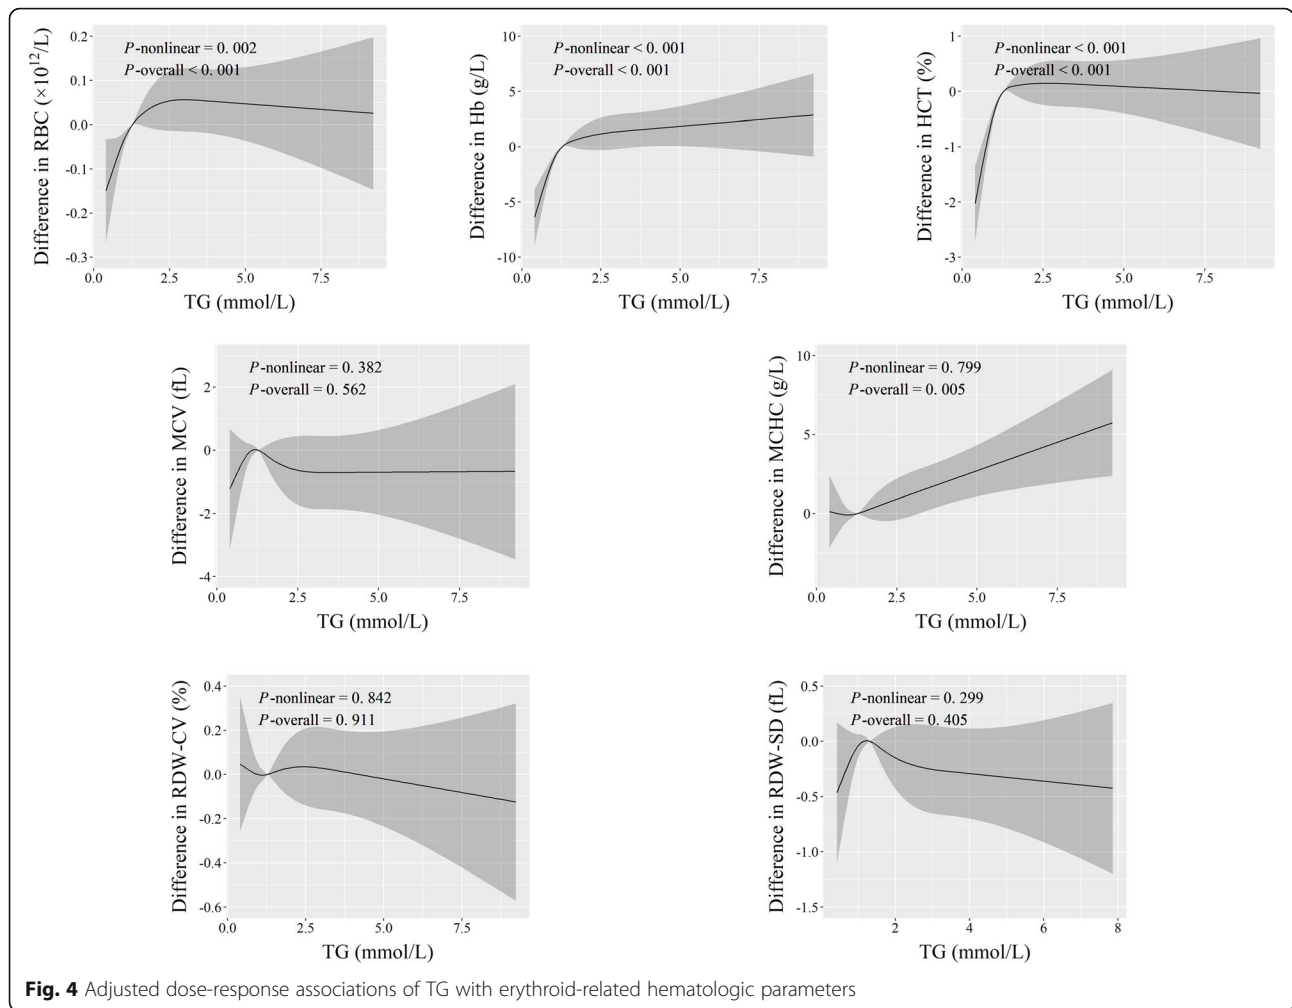 Difference in RBC (×10¹²/L)
0.2
0.1
0.0
-0.1
-0.2
-0.3
P-nonlinear = 0. 002
P-overall < 0. 001
0.0 2.5 5.0 7.5
TG (mmol/L)
Difference in Hb (g/L)
10
5
0
-5
-10
P-nonlinear < 0. 001
P-overall < 0. 001
0.0 2.5 5.0 7.5
TG (mmol/L)
Difference in HCT (%)
1
0
-1
-2
-3
P-nonlinear < 0. 001
P-overall < 0. 001
0.0 2.5 5.0 7.5
TG (mmol/L)
Difference in MCV (fL)
2
0
-2
-4
P-nonlinear = 0. 382
P-overall = 0. 562
0.0 2.5 5.0 7.5
TG (mmol/L)
Difference in MCHC (g/L)
10
5
0
P-nonlinear = 0. 799
P-overall = 0. 005
0.0 2.5 5.0 7.5
TG (mmol/L)
Difference in RDW-CV (%)
0.4
0.2
0.0
-0.2
-0.4
-0.6
P-nonlinear = 0. 842
P-overall = 0. 911
0.0 2.5 5.0 7.5
TG (mmol/L)
Difference in RDW-SD (fL)
0.5
0.0
-0.5
-1.0
-1.5
P-nonlinear = 0. 299
P-overall = 0. 405
2 4 6 8
TG (mmol/L)
Fig. 4 Adjusted dose-response associations of TG with erythroid-related hematologic parameters